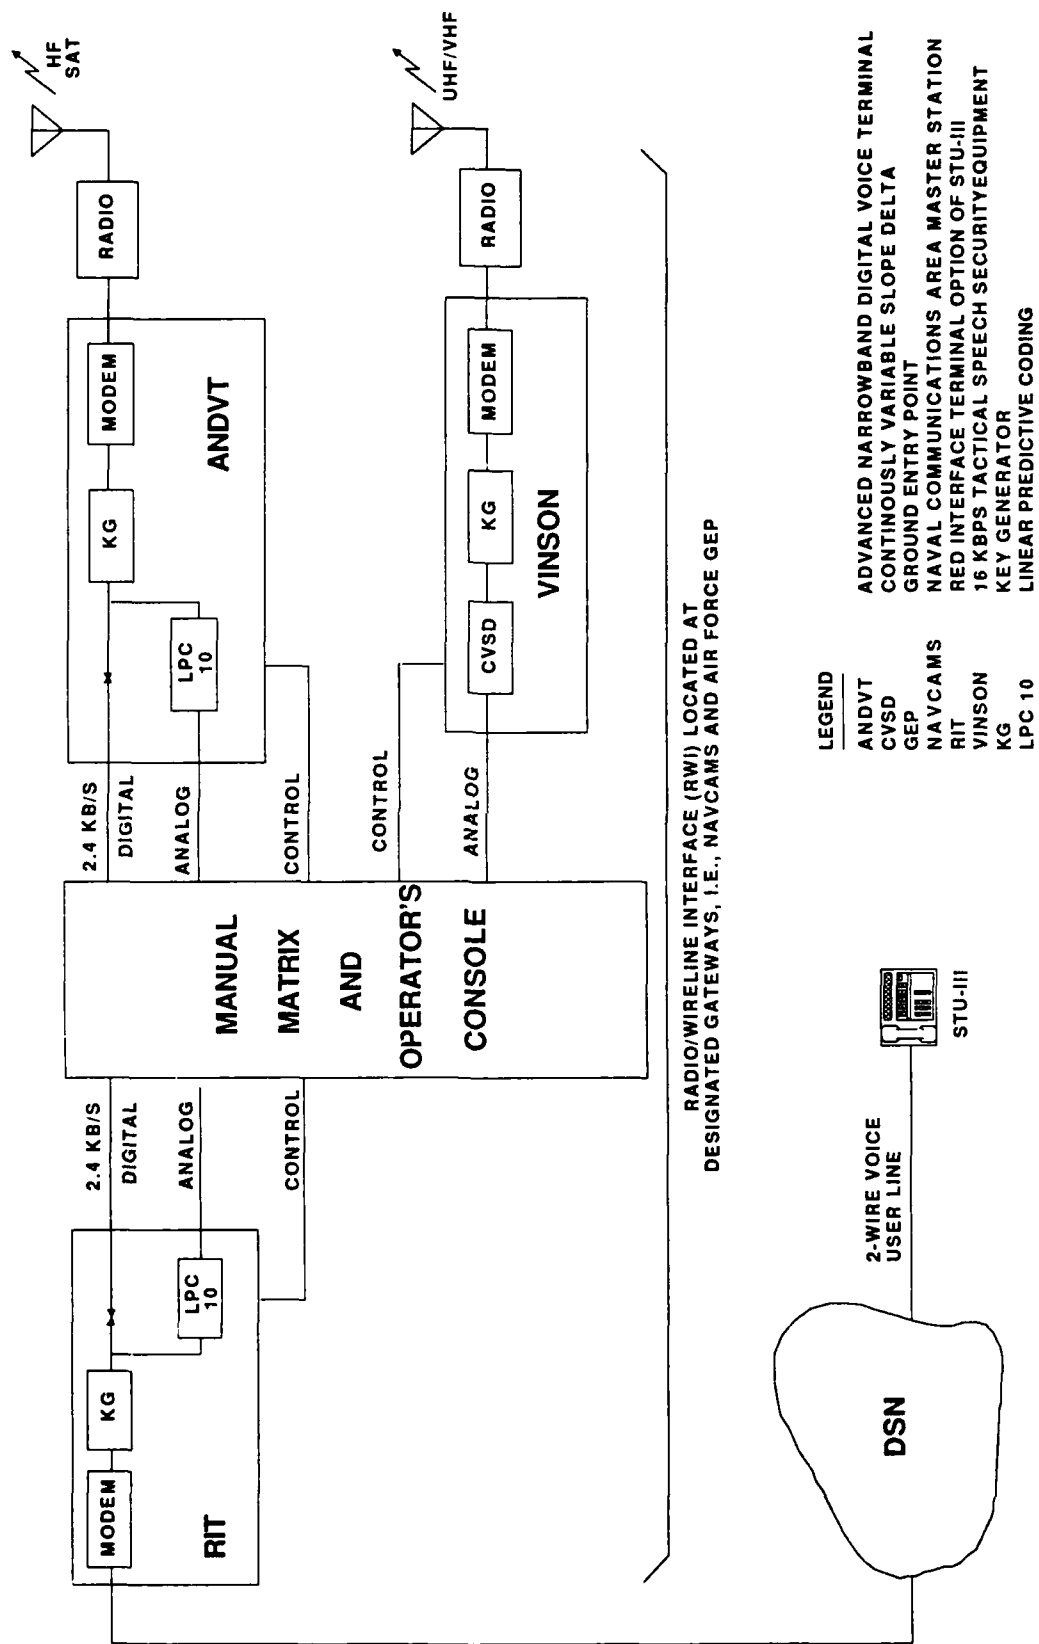 HF
SAT
RADIO
MODEM
KG
LPC
10
ANDVT
2.4 KB/S
DIGITAL
ANALOG
CONTROL
UHF/VHF
RADIO
MODEM
KG
CVSD
VINSON
CONTROL
ANALOG
MANUAL
MATRIX
AND
OPERATOR'S
CONSOLE
2.4 KB/S
DIGITAL
ANALOG
CONTROL
MODEM
KG
LPC
10
RIT
RADIO/WIRELINE INTERFACE (RWI) LOCATED AT
DESIGNATED GATEWAYS, I.E., NAVCAMS AND AIR FORCE GEP
DSN
2-WIRE VOICE
USER LINE
STU-III
LEGEND
ANDVT ADVANCED NARROWBAND DIGITAL VOICE TERMINAL
CVSD CONTINOUSLY VARIABLE SLOPE DELTA
GEP GROUND ENTRY POINT
NAVCAMS NAVAL COMMUNICATIONS AREA MASTER STATION
RIT RED INTERFACE TERMINAL OPTION OF STU-III
VINSON 16 KBPS TACTICAL SPEECH SECURITYEQUIPMENT
KG KEY GENERATOR
LPC 10 LINEAR PREDICTIVE CODING